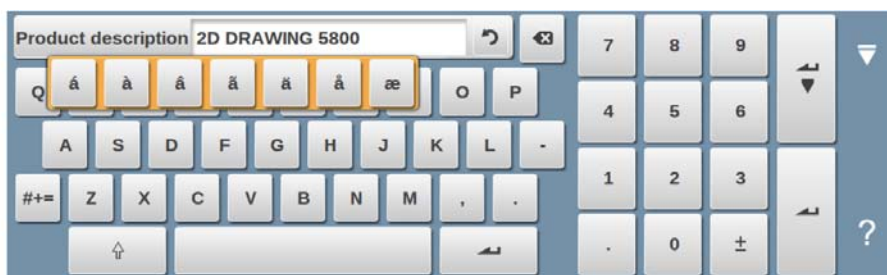 Product description 2D DRAWING 5800
7 8 9
á à â ã ä å æ
Q O P
4 5 6
A S D F G H J K L -
1 2 3
#+= Z X C V B N M , .
. 0 ±
?